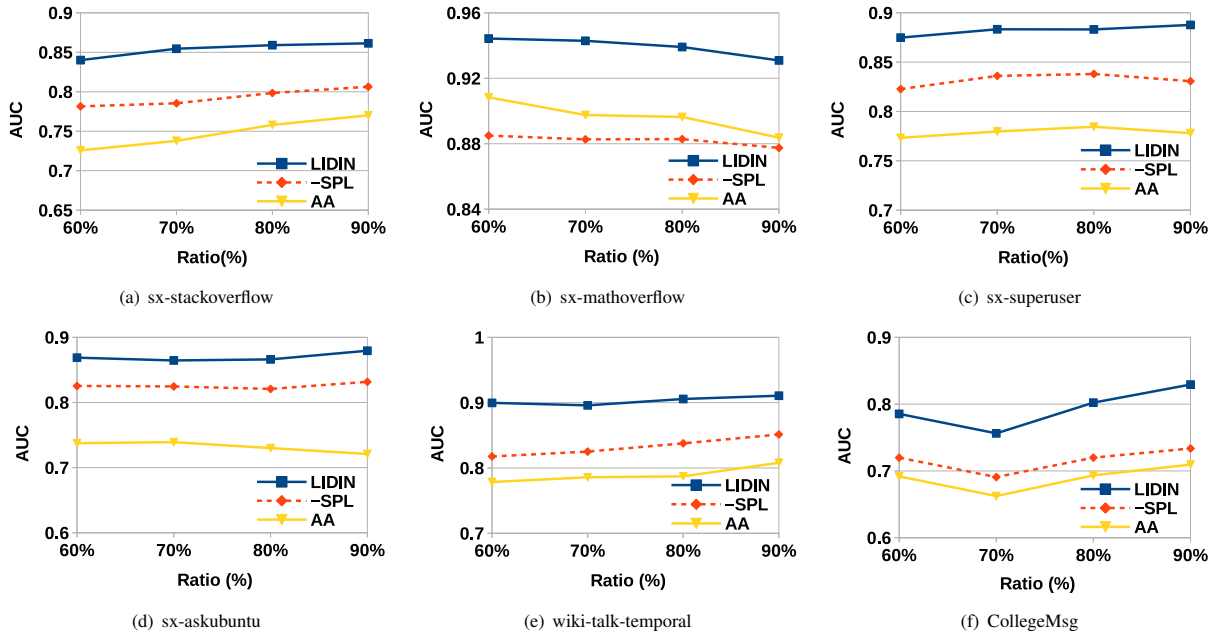 0.9
0.85
0.8
0.75
0.7
0.65
AUC
LIDIN
–SPL
AA
60% 70% 80% 90%
Ratio(%)
(a) sx-stackoverflow
0.96
0.92
0.88
0.84
AUC
LIDIN
–SPL
AA
60% 70% 80% 90%
Ratio (%)
(b) sx-mathoverflow
0.9
0.85
0.8
0.75
0.7
AUC
LIDIN
–SPL
AA
60% 70% 80% 90%
Ratio(%)
(c) sx-superuser
0.9
0.8
0.7
0.6
AUC
LIDIN
–SPL
AA
60% 70% 80% 90%
Ratio (%)
(d) sx-askubuntu
1
0.9
0.8
0.7
AUC
LIDIN
–SPL
AA
60% 70% 80% 90%
Ratio (%)
(e) wiki-talk-temporal
0.9
0.8
0.7
0.6
AUC
LIDIN
–SPL
AA
60% 70% 80% 90%
Ratio (%)
(f) CollegeMsg